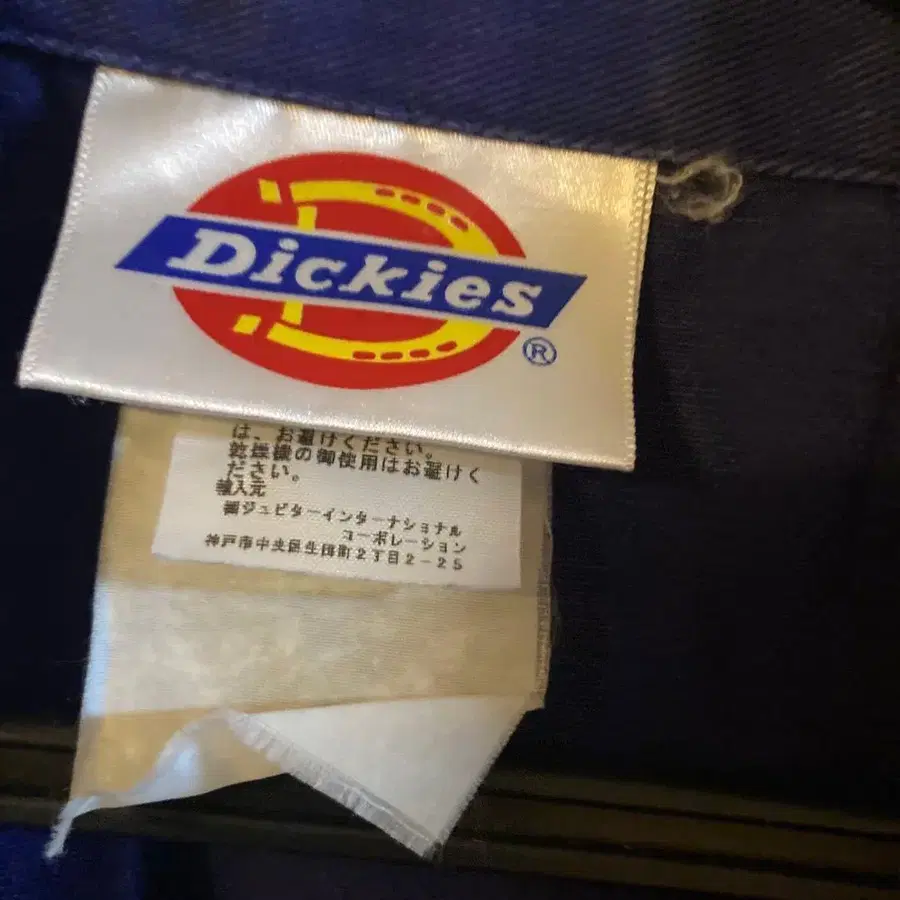 Dickies
®
は、お避けください。
乾燥機の御使用はお避けく
ださい。
輸入元
㈱ジュピターインターナショナル
コーポレーション
神戸市中央区生田町2丁目2-25